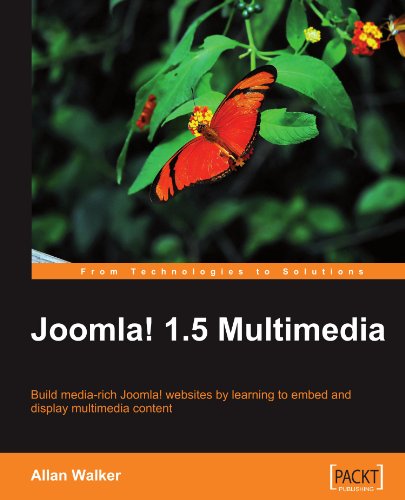 From Technologies to Solutions
Joomla! 1.5 Multimedia
Build media-rich Joomla! websites by learning to embed and
display multimedia content
Allan Walker
PACKT
PUBLISHING